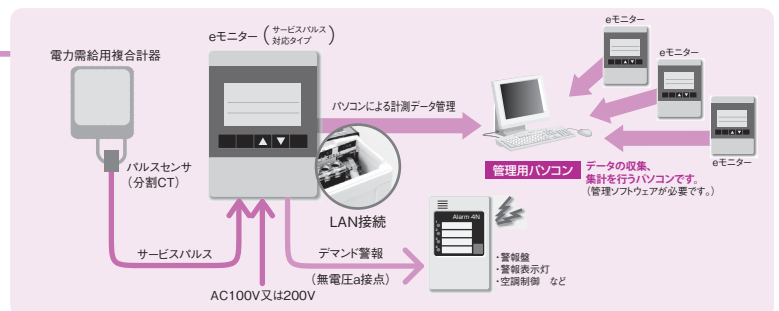 電力需給用複合計器
パルスセンサ
(分割CT)
eモニター(サービスパルス
対応タイプ)
パソコンによる計測データ管理
LAN接続
サービスパルス
AC100V又は200V
デマンド警報
(無電圧a接点)
Alarm 4N
・警報盤
・警報表示灯
・空調制御 など
管理用パソコン
データの収集、
集計を行うパソコンです。
(管理ソフトウェアが必要です。)
eモニター
eモニター
eモニター